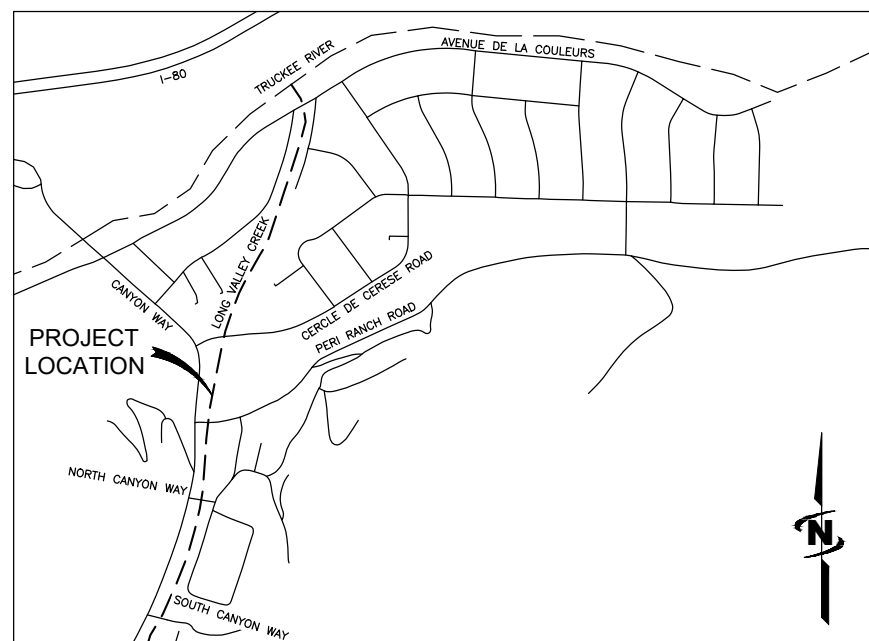 AVENUE DE LA COULEURS
I-80
TRUCKEE RIVER
LONG VALLEY CREEK
CANYON WAY
CERCLE DE CERESE ROAD
PERI RANCH ROAD
PROJECT
LOCATION
NORTH CANYON WAY
N
SOUTH CANYON WAY